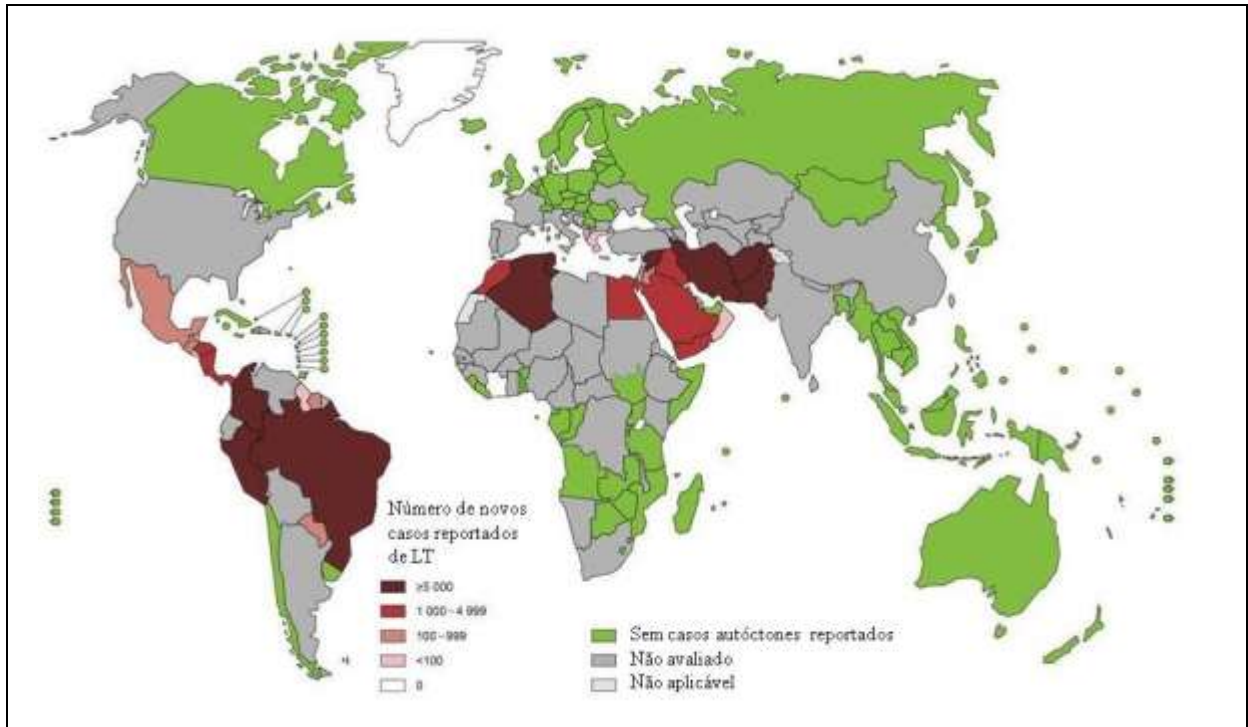 Número de novos
casos reportados
de LT
≥5 000
1 000–4 999
100–999
<100
0
Sem casos autóctones reportados
Não avaliado
Não aplicável